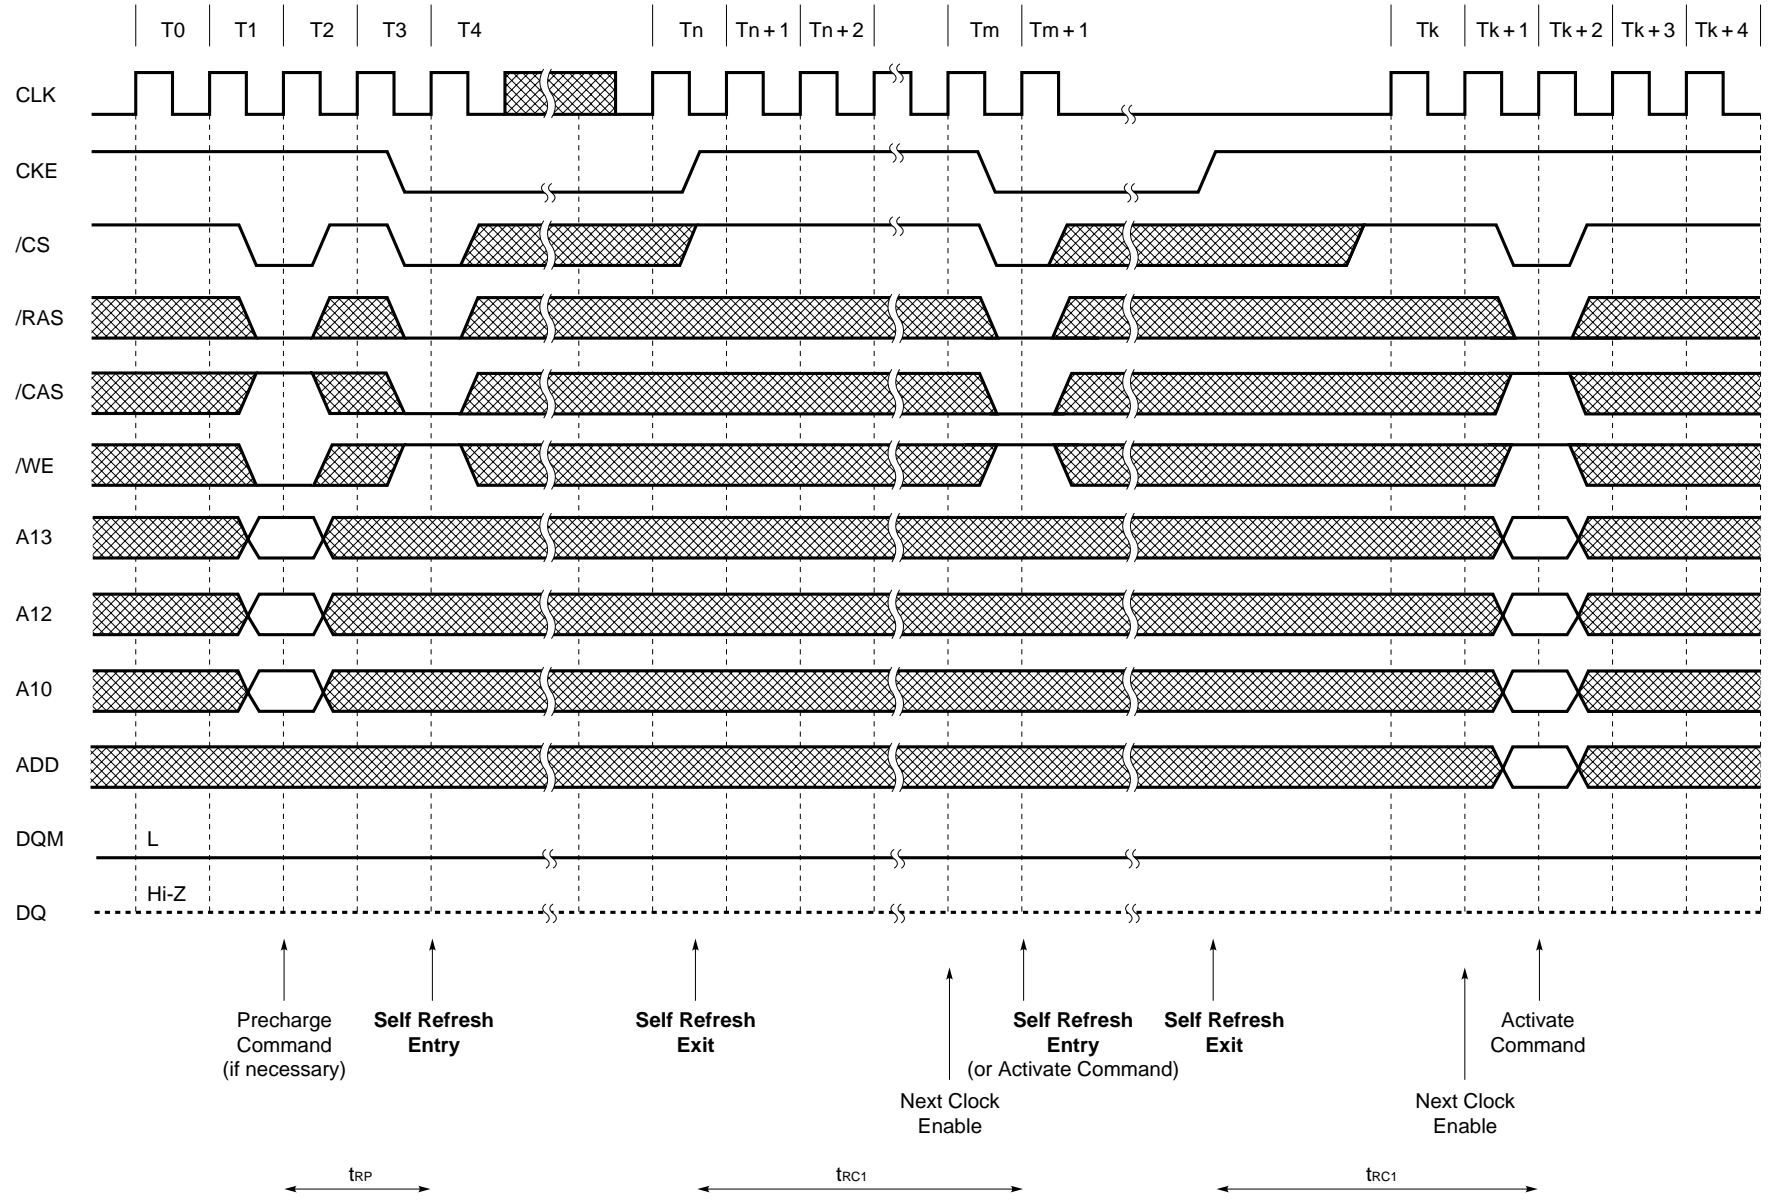 T0 T1 T2 T3 T4 Tn Tn + 1 Tn + 2 Tm Tm + 1 Tk Tk + 1 Tk + 2 Tk + 3 Tk + 4
CLK
CKE
/CS
/RAS
/CAS
/WE
A13
A12
A10
ADD
DQM L
Hi-Z
DQ
Precharge
Command
(if necessary)
Self Refresh
Entry
Self Refresh
Exit
Next Clock
Enable
Self Refresh
Entry
(or Activate Command)
Self Refresh
Exit
Next Clock
Enable
Activate
Command
tRP tRC1 tRC1